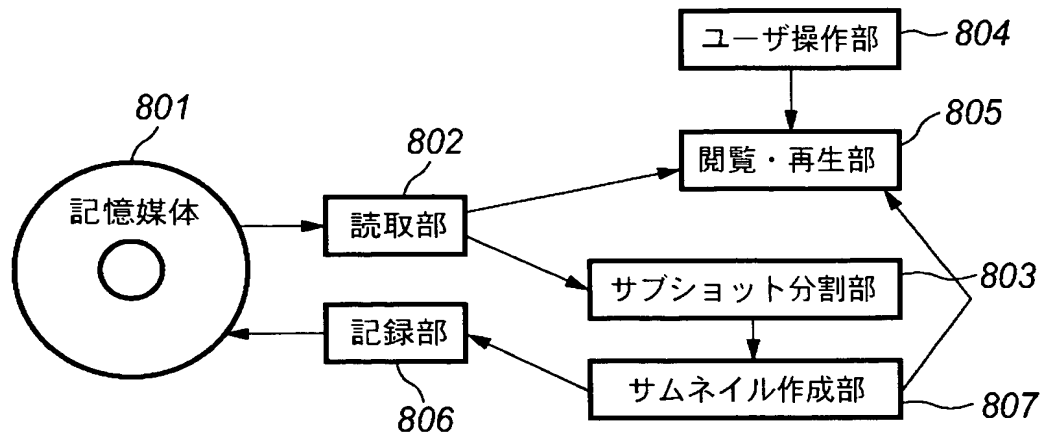 801
記憶媒体
802
読取部
ユーザ操作部
804
閲覧・再生部
805
サブショット分割部
803
記録部
806
サムネイル作成部
807